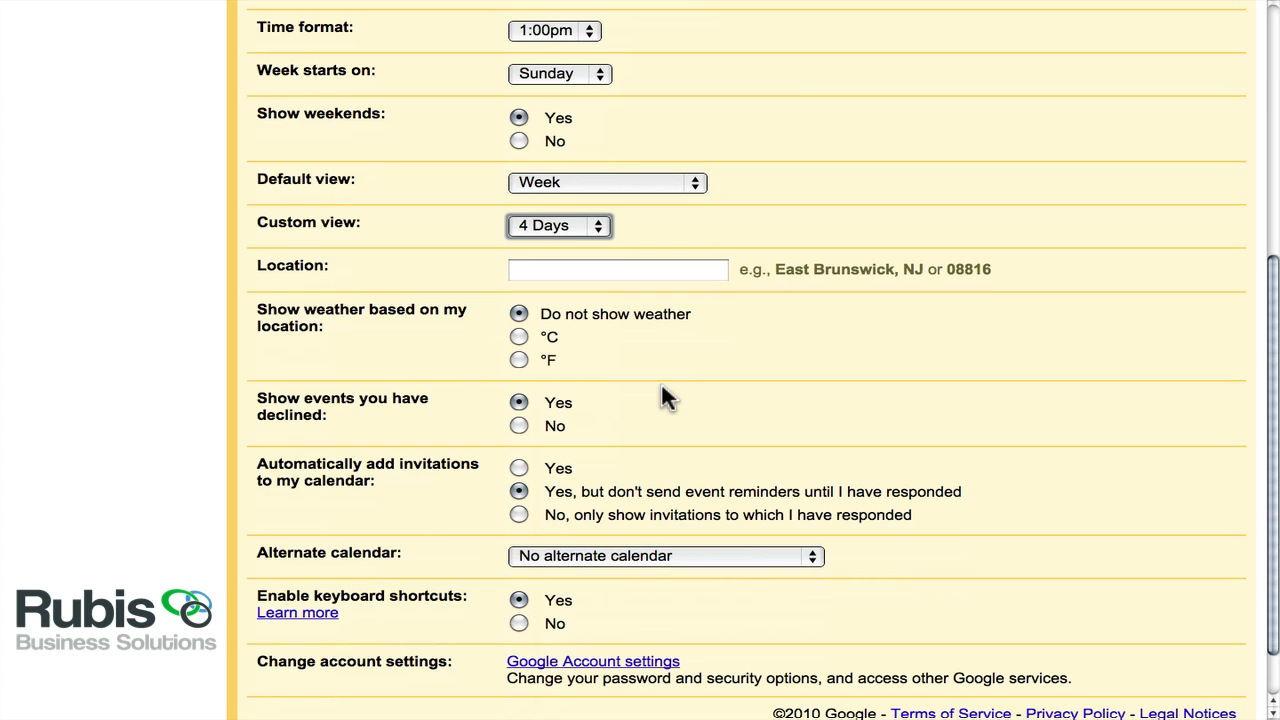 Time format:
1:00pm
Week starts on:
Sunday
Show weekends:
Yes
No
Default view:
Week
Custom view:
4 Days
Location:
e.g., East Brunswick, NJ or 08816
Show weather based on my
location:
Do not show weather
°C
°F
Show events you have
declined:
Yes
No
Automatically add invitations
to my calendar:
Yes
Yes, but don't send event reminders until I have responded
No, only show invitations to which I have responded
Alternate calendar:
No alternate calendar
Enable keyboard shortcuts:
Learn more
Yes
No
Change account settings:
Google Account settings
Change your password and security options, and access other Google services.
©2010 Google - Terms of Service - Privacy Policy - Legal Notices
Rubis
Business Solutions